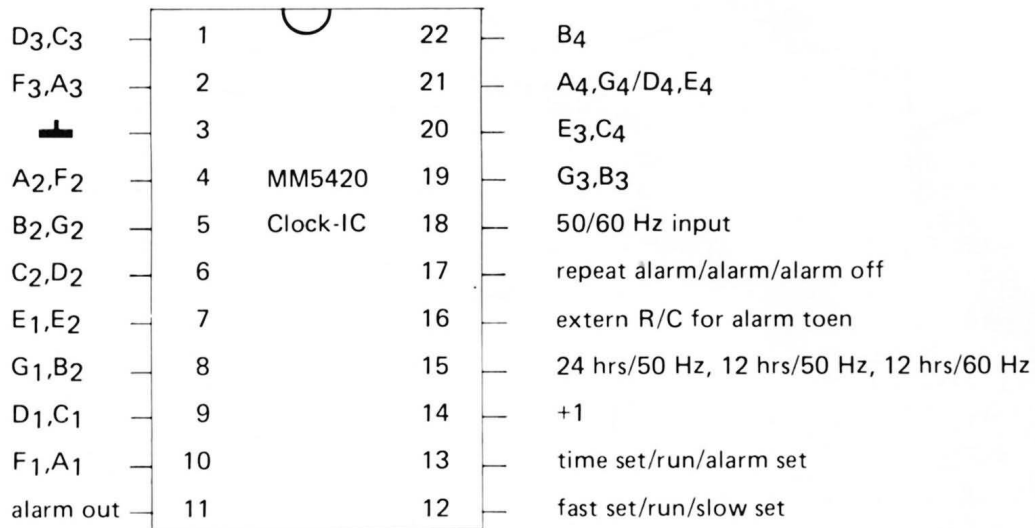 D3,C3 1 22 B4
F3,A3 2 21 A4,G4/D4,E4
3 20 E3,C4
A2,F2 4 MM5420 19 G3,B3
B2,G2 5 Clock-IC 18 50/60 Hz input
C2,D2 6 17 repeat alarm/alarm/alarm off
E1,E2 7 16 extern R/C for alarm toen
G1,B2 8 15 24 hrs/50 Hz, 12 hrs/50 Hz, 12 hrs/60 Hz
D1,C1 9 14 +1
F1,A1 10 13 time set/run/alarm set
alarm out 11 12 fast set/run/slow set